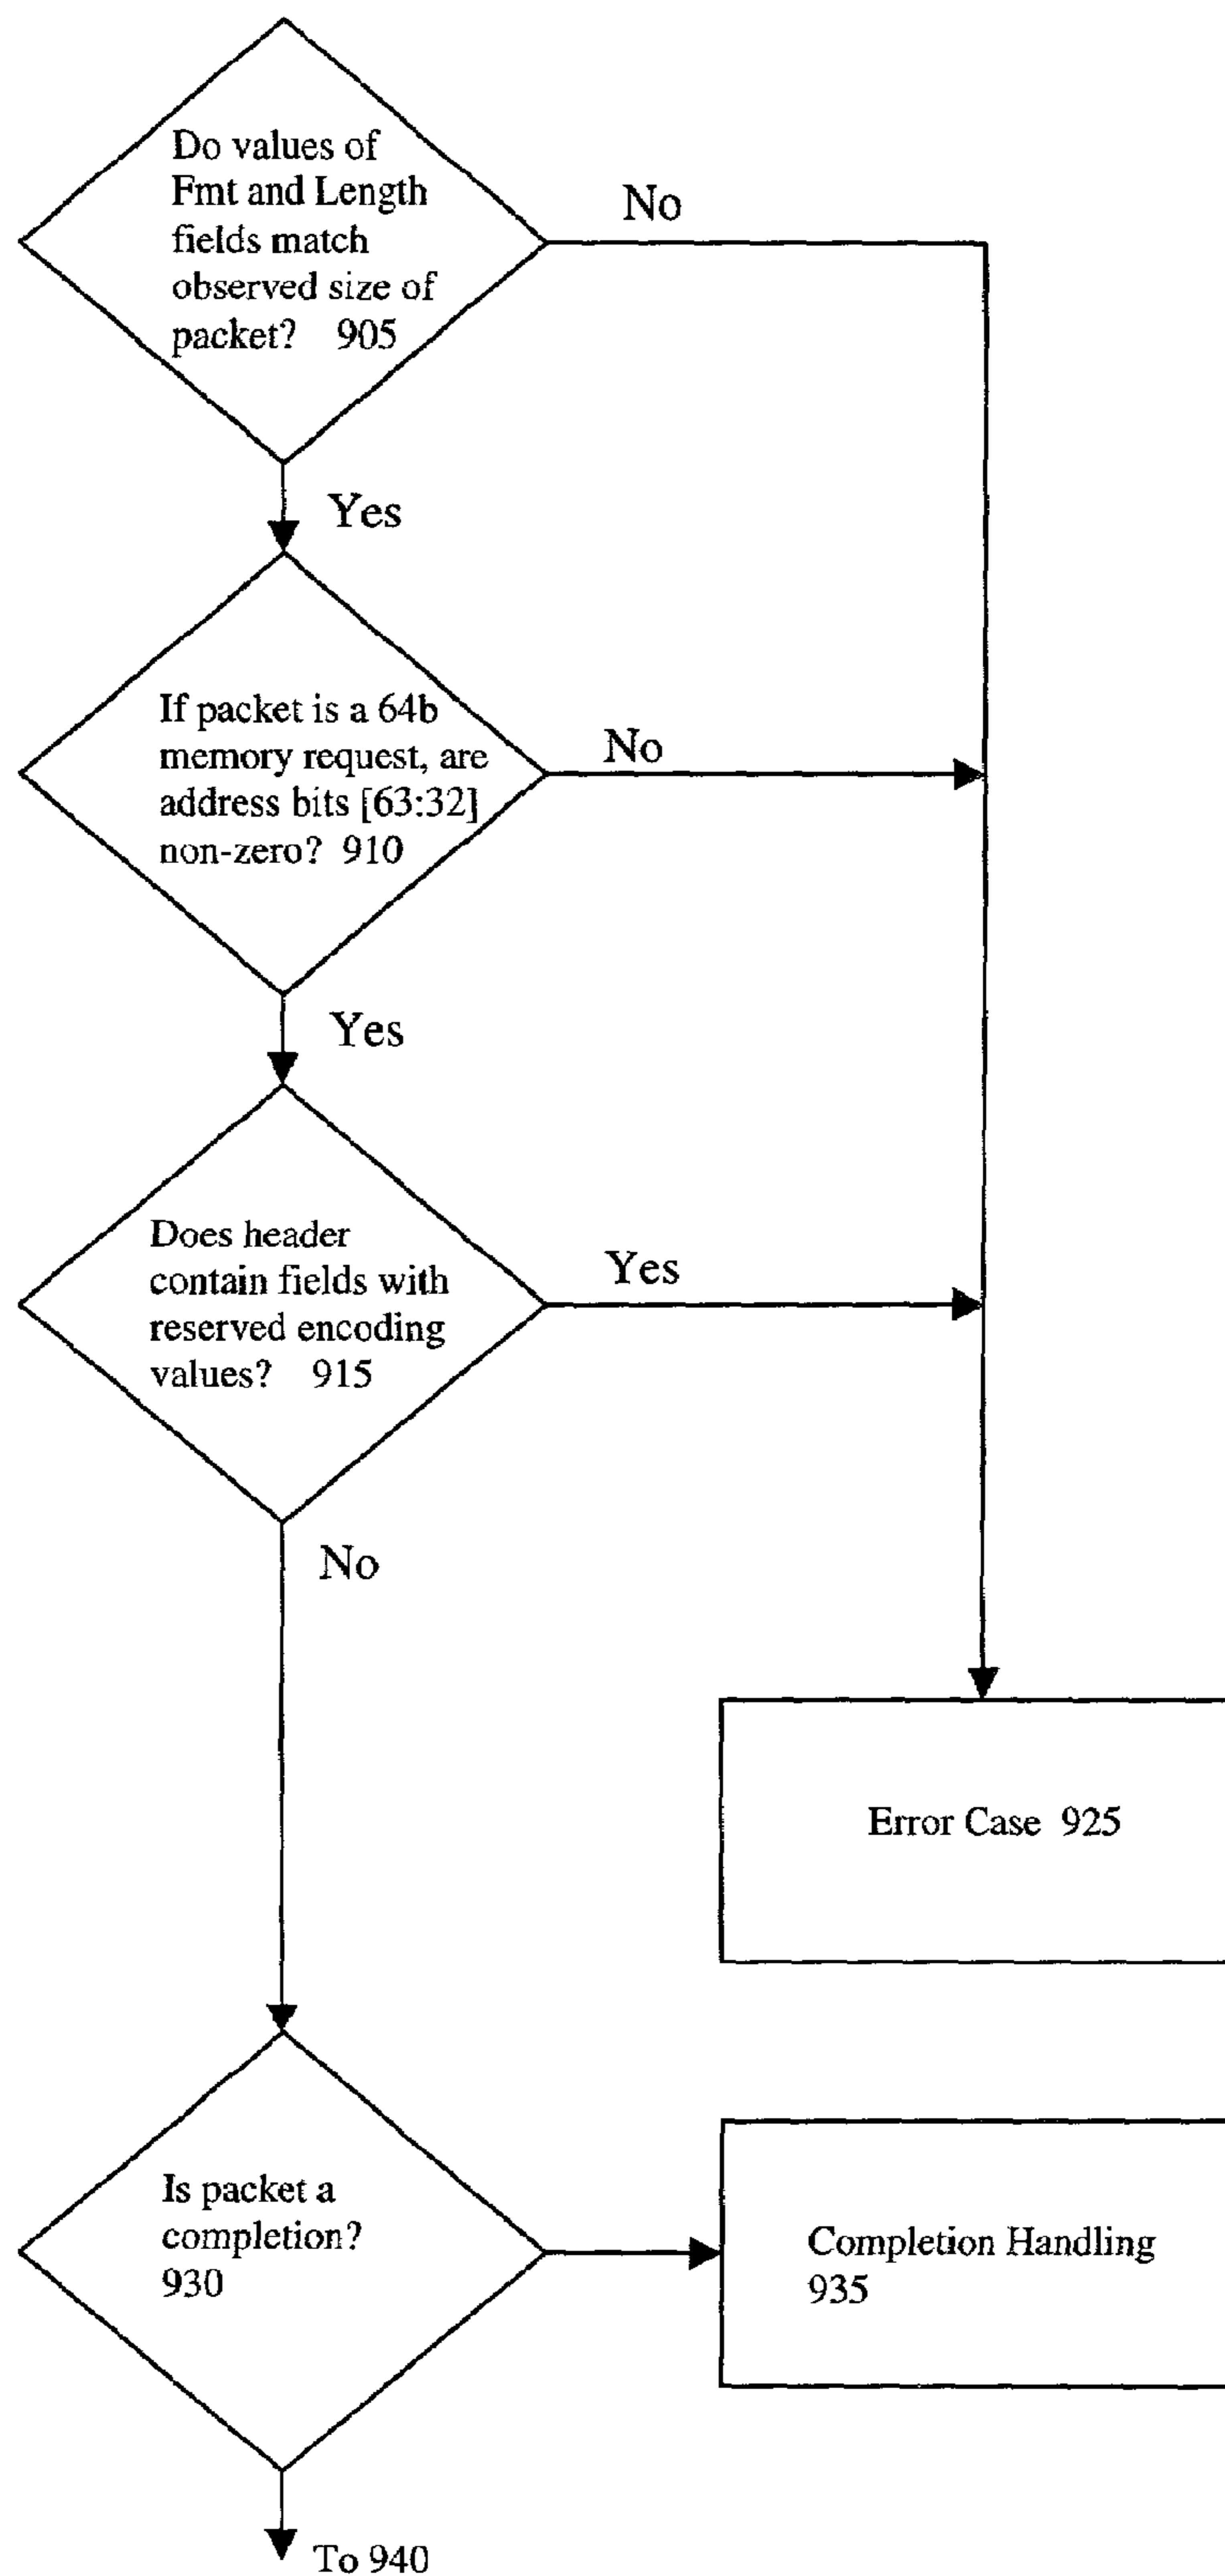 Do values of
Fmt and Length
fields match
observed size of
packet? 905
No
Yes
If packet is a 64b
memory request, are
address bits [63:32]
non-zero? 910
No
Yes
Does header
contain fields with
reserved encoding
values? 915
Yes
No
Error Case 925
Is packet a
completion?
930
Completion Handling
935
To 940